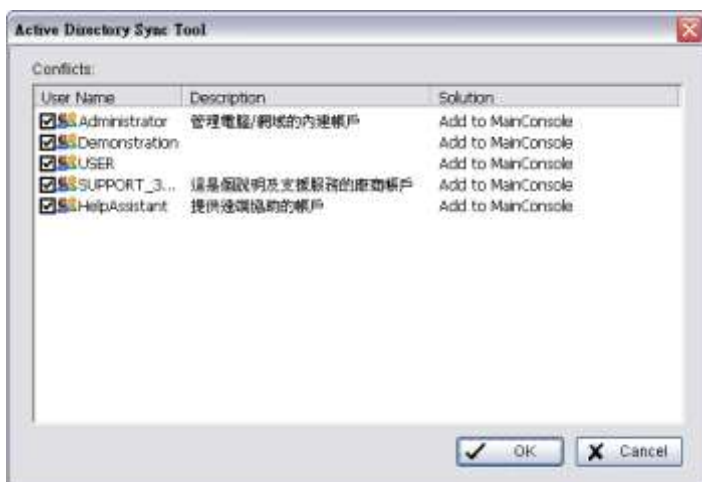 Active Directory Sync Tool
Conflicts:
User Name Description Solution
Administrator 管理電腦/網域的內建帳戶 Add to MainConsole
Demonstration Add to MainConsole
USER Add to MainConsole
SUPPORT_3... 這是個說明及支援服務的廠商帳戶 Add to MainConsole
HelpAssistant 提供遠端協助的帳戶 Add to MainConsole
OK Cancel